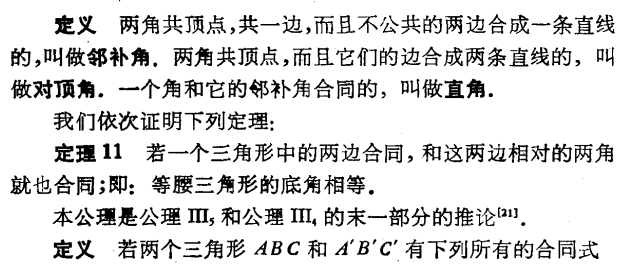 定义 两角共顶点,共一边,而且不公共的两边合成一条直线
的,叫做邻补角. 两角共顶点,而且它们的边合成两条直线的, 叫
做对顶角. 一个角和它的邻补角合同的, 叫做直角.
我们依次证明下列定理:
定理 11 若一个三角形中的两边合同, 和这两边相对的两角
就也合同;即: 等腰三角形的底角相等.
本公理是公理 III₅ 和公理 III₄ 的末一部分的推论[21].
定义 若两个三角形 ABC 和 A′B′C′ 有下列所有的合同式